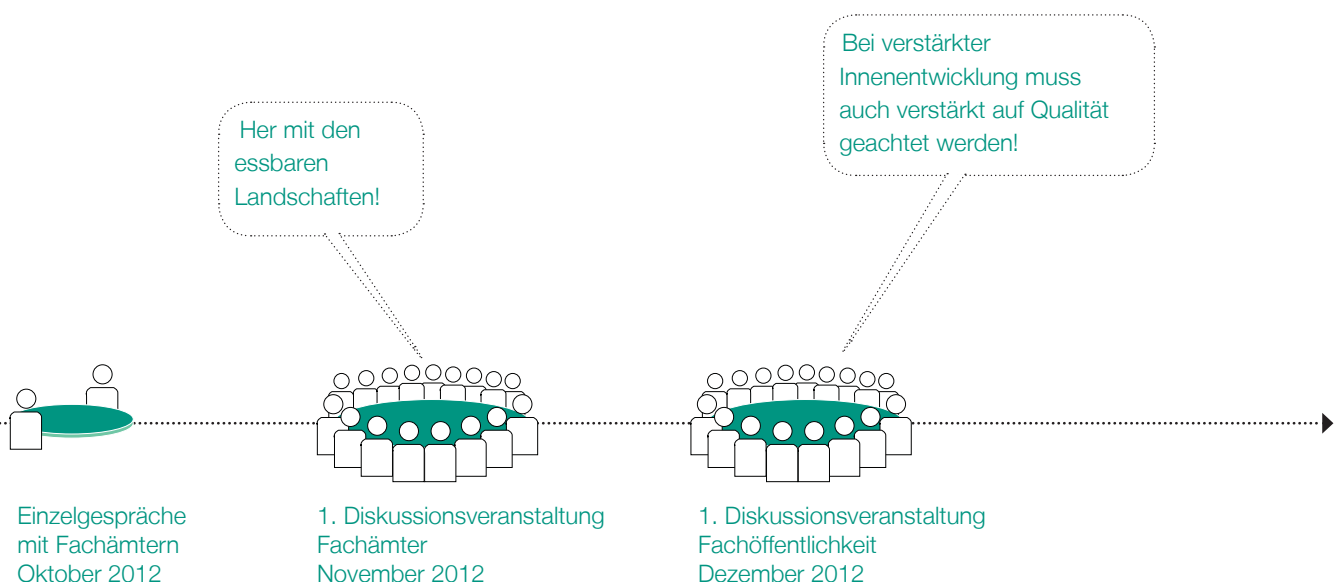 Bei verstärkter
Innenentwicklung muss
auch verstärkt auf Qualität
geachtet werden!
Her mit den
essbaren
Landschaften!
Einzelgespräche
mit Fachämtern
Oktober 2012
1. Diskussionsveranstaltung
Fachämter
November 2012
1. Diskussionsveranstaltung
Fachöffentlichkeit
Dezember 2012